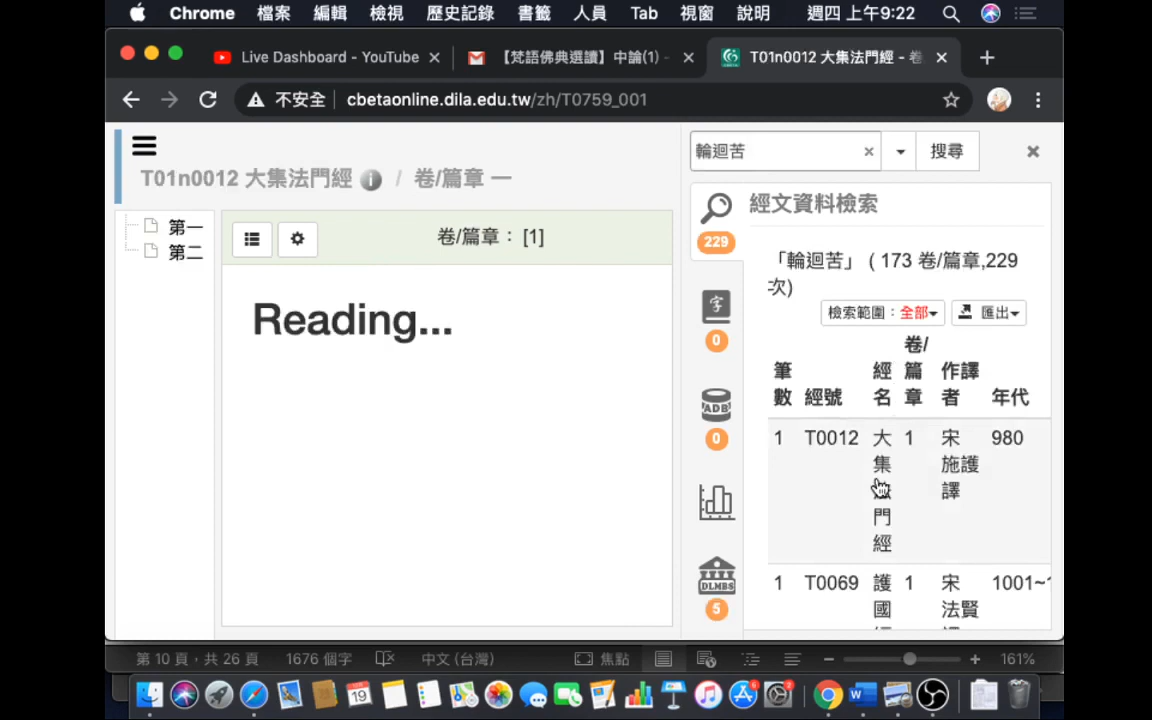 Chrome 檔案 編輯 檢視 歷史記錄 書籤 人員 Tab 視窗 說明 週四 上午9:22
Live Dashboard - YouTube 【梵語佛典選讀】中論(1) - T01n0012 大集法門經 - 卷
不安全 cbetaonline.dila.edu.tw/zh/T0759_001
輪迴苦 搜尋
T01n0012 大集法門經 / 卷/篇章 一
經文資料檢索
第一
第二
卷/篇章： [1]
Reading...
229
字
0
ADB
0
DLMBS
5
「輪迴苦」 ( 173 卷/篇章,229
次)
檢索範圍：全部 匯出
筆數 經號 經名 卷/篇章 作譯者 年代
1 T0012 大集 門經 1 宋 施護 譯 980
1 T0069 護國 1 宋 法賢 1001~
第 10 頁，共 26 頁 1676 個字 中文 (台灣) 焦點 161%
19